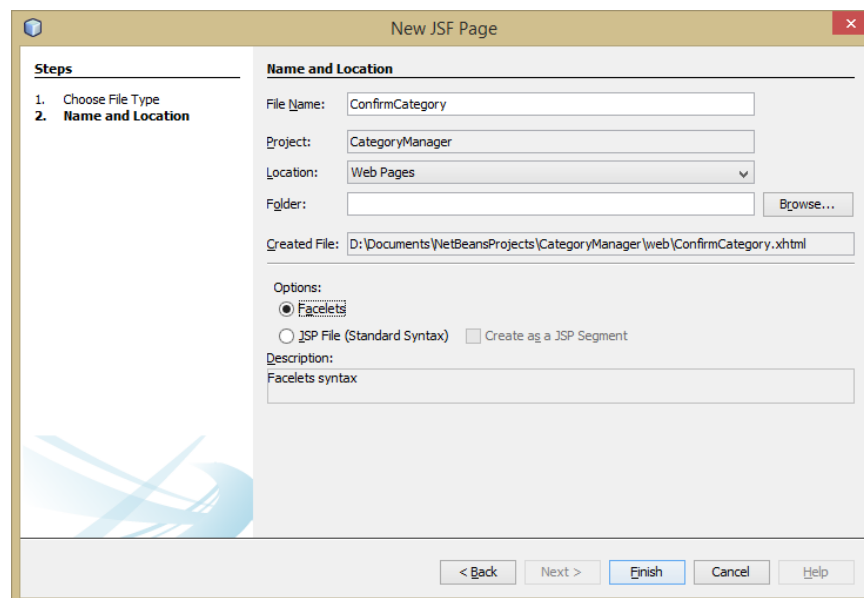 New JSF Page
Steps
1. Choose File Type
2. Name and Location
Name and Location
File Name: ConfirmCategory
Project: CategoryManager
Location: Web Pages
Folder: Browse...
Created File: D:\Documents\NetBeansProjects\CategoryManager\web\ConfirmCategory.xhtml
Options:
Facelets
JSP File (Standard Syntax) Create as a JSP Segment
Description:
Facelets syntax
< Back Next > Finish Cancel Help